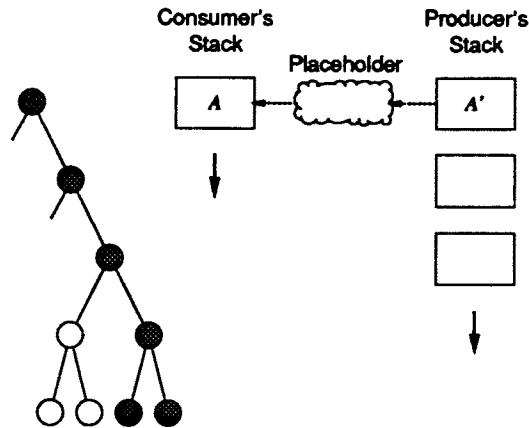 Consumer's
Stack
Producer's
Stack
Placeholder
A
A'